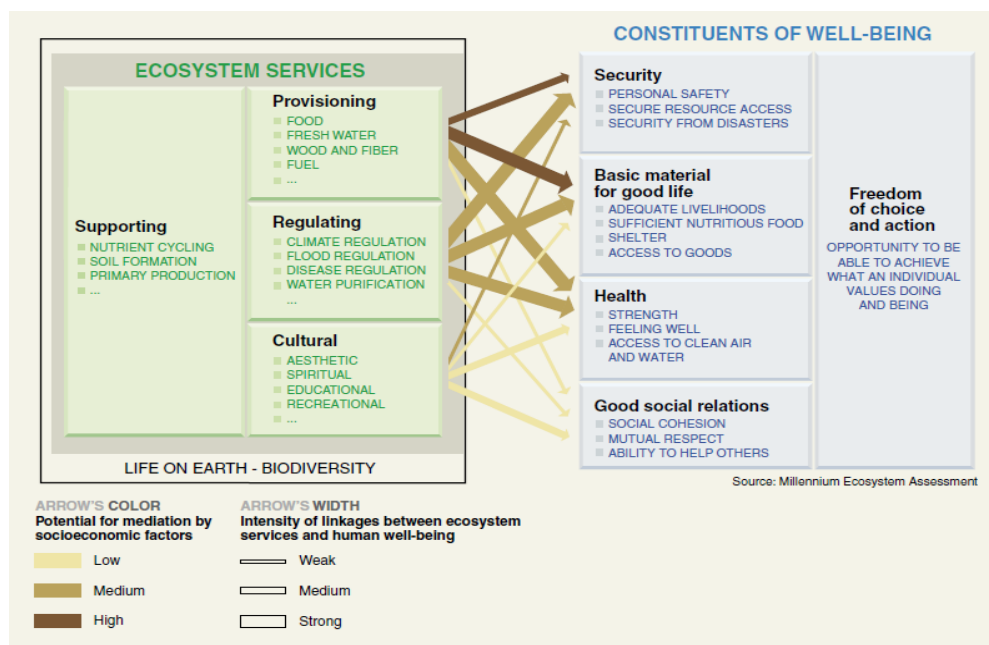 CONSTITUENTS OF WELL-BEING
ECOSYSTEM SERVICES
Supporting
NUTRIENT CYCLING
SOIL FORMATION
PRIMARY PRODUCTION
...
Provisioning
FOOD
FRESH WATER
WOOD AND FIBER
FUEL
...
Regulating
CLIMATE REGULATION
FLOOD REGULATION
DISEASE REGULATION
WATER PURIFICATION
...
Cultural
AESTHETIC
SPIRITUAL
EDUCATIONAL
RECREATIONAL
...
LIFE ON EARTH - BIODIVERSITY
Security
PERSONAL SAFETY
SECURE RESOURCE ACCESS
SECURITY FROM DISASTERS
Basic material
for good life
ADEQUATE LIVELIHOODS
SUFFICIENT NUTRITIOUS FOOD
SHELTER
ACCESS TO GOODS
Health
STRENGTH
FEELING WELL
ACCESS TO CLEAN AIR
AND WATER
Good social relations
SOCIAL COHESION
MUTUAL RESPECT
ABILITY TO HELP OTHERS
Freedom
of choice
and action
OPPORTUNITY TO BE
ABLE TO ACHIEVE
WHAT AN INDIVIDUAL
VALUES DOING
AND BEING
Source: Millennium Ecosystem Assessment
ARROW'S COLOR
Potential for mediation by
socioeconomic factors
Low
Medium
High
ARROW'S WIDTH
Intensity of linkages between ecosystem
services and human well-being
Weak
Medium
Strong